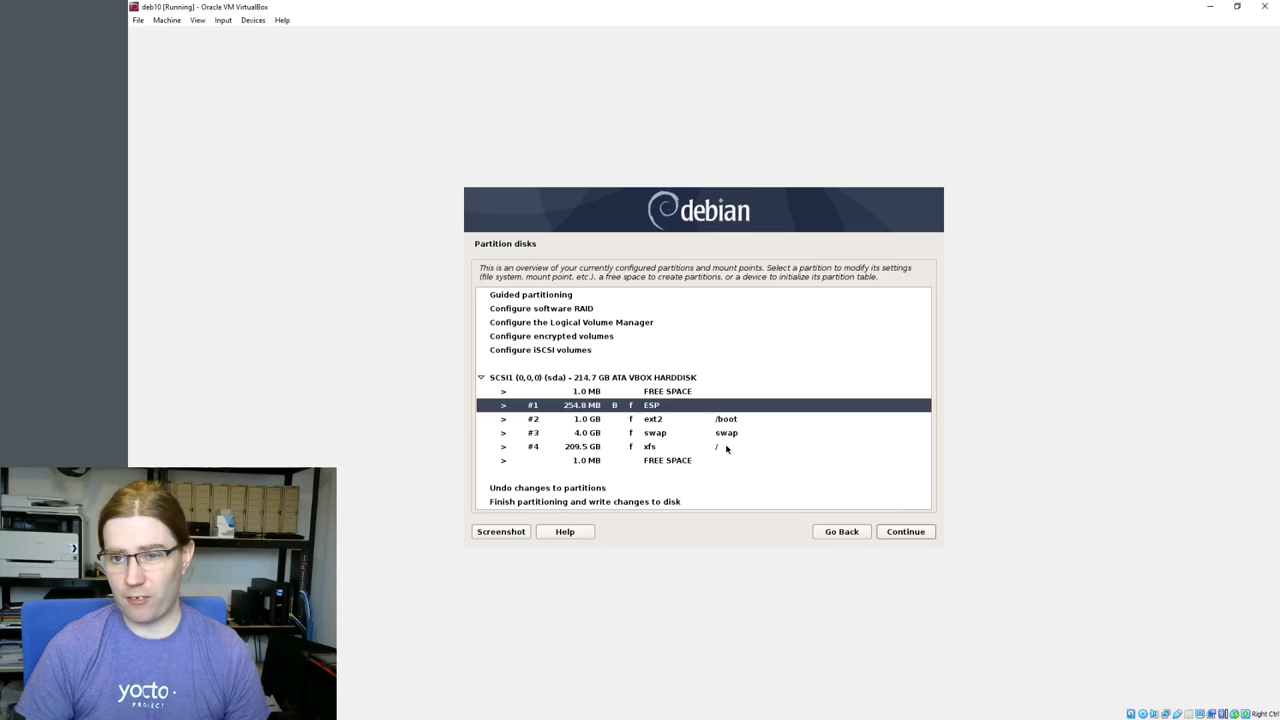 deb10 [Running] - Oracle VM VirtualBox
File Machine View Input Devices Help
debian
Partition disks
This is an overview of your currently configured partitions and mount points. Select a partition to modify its settings
(file system, mount point, etc.), a free space to create partitions, or a device to initialize its partition table.
Guided partitioning
Configure software RAID
Configure the Logical Volume Manager
Configure encrypted volumes
Configure iSCSI volumes
SCSI1 (0,0,0) (sda) - 214.7 GB ATA VBOX HARDDISK
> 1.0 MB FREE SPACE
> #1 254.8 MB B f ESP
> #2 1.0 GB f ext2 /boot
> #3 4.0 GB f swap swap
> #4 209.5 GB f xfs /
> 1.0 MB FREE SPACE
Undo changes to partitions
Finish partitioning and write changes to disk
Screenshot Help Go Back Continue
yocto
PROJECT
Right Ctrl